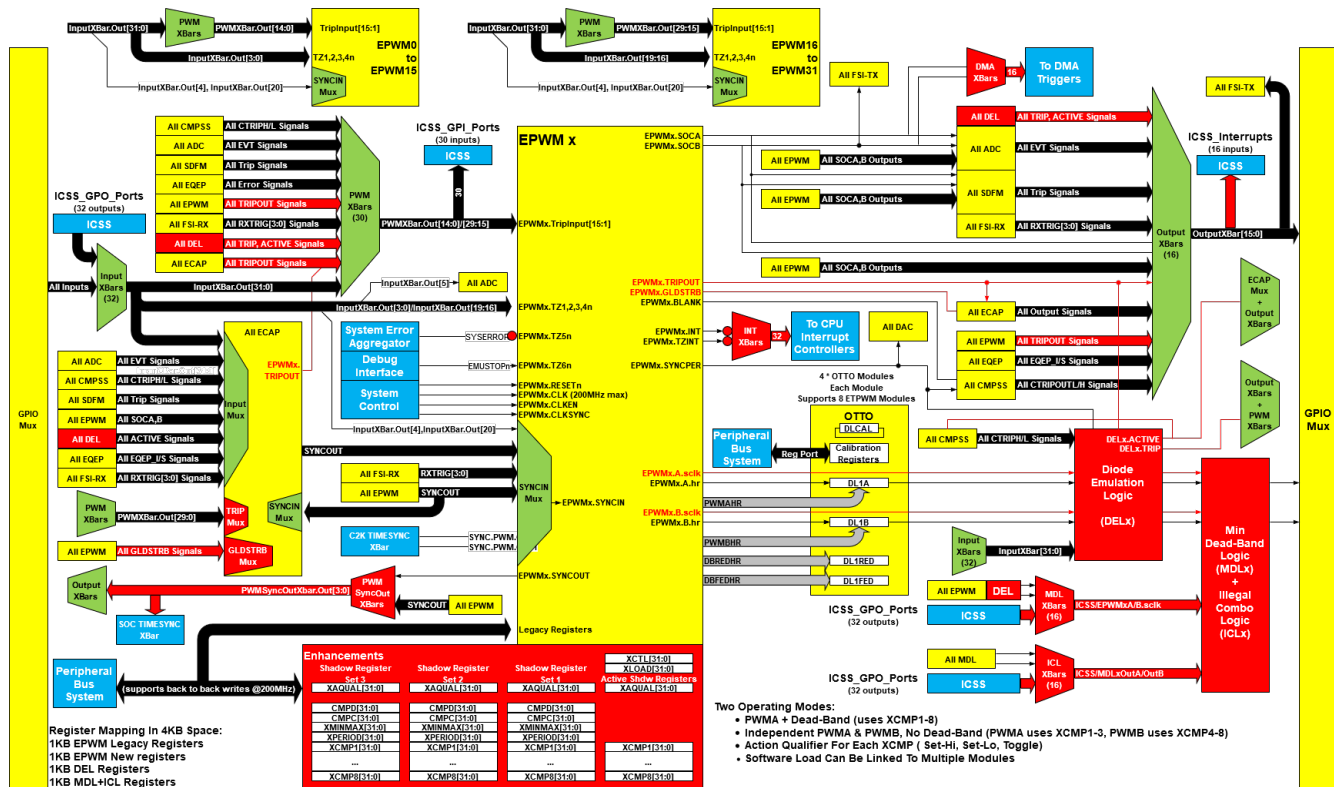 InputXBar.Out[31:0]
PWM
XBars
PWMXBar.Out[14:0]
TripInput[15:1]
InputXBar.Out[3:0]
EPWM0
to
EPWM15
TZ1,2,3,4n
SYNCIN
Mux
InputXBar.Out[4], InputXBar.Out[20]
InputXBar.Out[31:0]
PWM
XBars
PWMXBar.Out[29:15]
TripInput[15:1]
InputXBar.Out[19:16]
EPWM16
to
EPWM31
TZ1,2,3,4n
SYNCIN
Mux
InputXBar.Out[4], InputXBar.Out[20]
All FSI-TX
DMA
XBars
16
To DMA
Triggers
All FSI-TX
GPIO
Mux
ICSS_GPO_Ports
(32 outputs)
ICSS
All Inputs
Input
XBars
(32)
InputXBar.Out[31:0]
All CMPSS
All CTRIPH/L Signals
All ADC
All EVT Signals
All SDFM
All Trip Signals
All EQEP
All Error Signals
All EPWM
All TRIPOUT Signals
All FSI-RX
All RXTRIG[3:0] Signals
All DEL
All TRIP, ACTIVE Signals
All ECAP
All TRIPOUT Signals
PWM
XBars
(30)
PWMXBar.Out[14:0]/[29:15]
ICSS_GPI_Ports
(30 inputs)
ICSS
30
InputXBar.Out[5]
All ADC
InputXBar.Out[3:0]/InputXBar.Out[19:16]
System Error
Aggregator
SYSERROR
Debug
Interface
EMUSTOPn
System
Control
InputXBar.Out[4],InputXBar.Out[20]
All ECAP
EPWMx.
TRIPOUT
Input
Mux
All ADC
All EVT Signals
All CMPSS
All CTRIPH/L Signals
All SDFM
All Trip Signals
All EPWM
All SOCA,B
All DEL
All ACTIVE Signals
All EQEP
All EQEP_I/S Signals
All FSI-RX
All RXTRIG[3:0] Signals
PWM
XBars
PWMXBar.Out[29:0]
TRIP
Mux
All EPWM
All GLDSTRB Signals
GLDSTRB
Mux
SYNCIN
Mux
SYNCOUT
All FSI-RX
RXTRIG[3:0]
All EPWM
SYNCOUT
C2K TIMESYNC
XBar
SYNCIN
Mux
EPWMx.SYNCIN
EPWM x
EPWMx.TripInput[15:1]
EPWMx.TZ1,2,3,4n
EPWMx.TZ5n
EPWMx.TZ6n
EPWMx.RESETn
EPWMx.CLK (200MHz max)
EPWMx.CLKEN
EPWMx.CLKSYNC
EPWMx.SYNCOUT
Legacy Registers
EPWMx.SOCA
EPWMx.SOCB
EPWMx.TRIPOUT
EPWMx.GLDSTRB
EPWMx.BLANK
EPWMx.INT
EPWMx.TZINT
EPWMx.SYNCPER
EPWMx.A.sclk
EPWMx.A.hr
EPWMx.B.sclk
EPWMx.B.hr
Output
XBars
PWMSyncOutXbar.Out[3:0]
PWM
SyncOut
XBars
SYNCOUT
All EPWM
SOC TIMESYNC
XBar
Peripheral
Bus
System
(supports back to back writes @200MHz)
Register Mapping In 4KB Space:
1KB EPWM Legacy Registers
1KB EPWM New registers
1KB DEL Registers
1KB MDL+ICL Registers
Enhancements
Shadow Register
Set 3
Shadow Register
Set 2
Shadow Register
Set 1
XCTL[31:0]
XLOAD[31:0]
Active Shdw Registers
XAQUAL[31:0]
XAQUAL[31:0]
XAQUAL[31:0]
XAQUAL[31:0]
CMPD[31:0]
CMPD[31:0]
CMPD[31:0]
CMPC[31:0]
CMPC[31:0]
CMPC[31:0]
XMINMAX[31:0]
XMINMAX[31:0]
XMINMAX[31:0]
XPERIOD[31:0]
XPERIOD[31:0]
XPERIOD[31:0]
XCMP1[31:0]
XCMP1[31:0]
XCMP1[31:0]
XCMP1[31:0]
...
...
...
...
XCMP8[31:0]
XCMP8[31:0]
XCMP8[31:0]
XCMP8[31:0]
All DEL
All TRIP, ACTIVE Signals
All ADC
All EVT Signals
All EPWM
All SOCA,B Outputs
All SDFM
All Trip Signals
All EPWM
All SOCA,B Outputs
All FSI-RX
All RXTRIG[3:0] Signals
All EPWM
All SOCA,B Outputs
All ECAP
All Output Signals
All EPWM
All TRIPOUT Signals
All EQEP
All EQEP_I/S Signals
All CMPSS
All CTRIPOUTL/H Signals
Output
XBars
(16)
ICSS_Interrupts
(16 inputs)
ICSS
OutputXBar[15:0]
GPIO
Mux
ECAP
Mux
+
Output
XBars
Output
XBars
+
PWM
XBars
INT
XBars
32
To CPU
Interrupt
Controllers
All DAC
4 * OTTO Modules
Each Module
Supports 8 ETPWM Modules
OTTO
DLCAL
Calibration
Registers
DL1A
DL1B
DL1RED
DL1FED
Peripheral
Bus
System
Reg Port
PWMAHR
PWMBHR
DBREDHR
DBFEDHR
All CMPSS
All CTRIPH/L Signals
DELx.ACTIVE
DELx.TRIP
Diode
Emulation
Logic
(DELx)
Input
XBars
(32)
InputXBar[31:0]
Min
Dead-Band
Logic
(MDLx)
+
Illegal
Combo
Logic
(ICLx)
All EPWM
DEL
ICSS_GPO_Ports
(32 outputs)
ICSS
MDL
XBars
(16)
ICSS/EPWMxA/B.sclk
All MDL
ICSS_GPO_Ports
(32 outputs)
ICSS
ICL
XBars
(16)
ICSS/MDLxOutA/OutB
Two Operating Modes:
• PWMA + Dead-Band (uses XCMP1-8)
• Independent PWMA & PWMB, No Dead-Band (PWMA uses XCMP1-3, PWMB uses XCMP4-8)
• Action Qualifier For Each XCMP ( Set-Hi, Set-Lo, Toggle)
• Software Load Can Be Linked To Multiple Modules